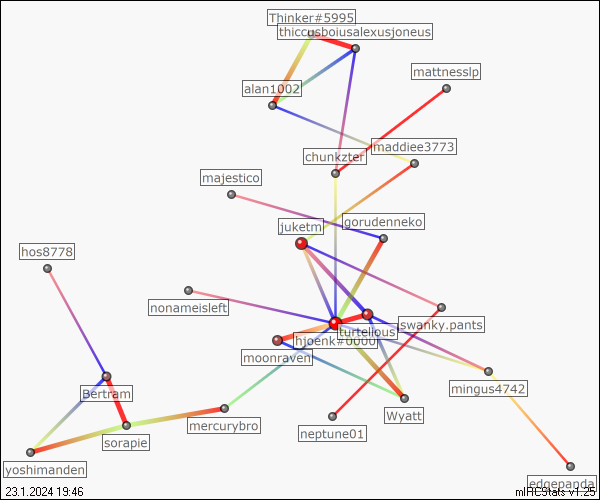 Thinker#5995
thiccusboiusalexusjoneus
mattnesslp
alan1002
maddiee3773
chunkzter
majestico
gorudenneko
juketm
hos8778
nonameisleft
swanky.pants
turtellous
hjoenk#0000
moonraven
mingus4742
Bertram
Wyatt
mercurybro
neptune01
sorapie
yoshimanden
edgepanda
23.1.2024 19:46
mIRCStats v1.25